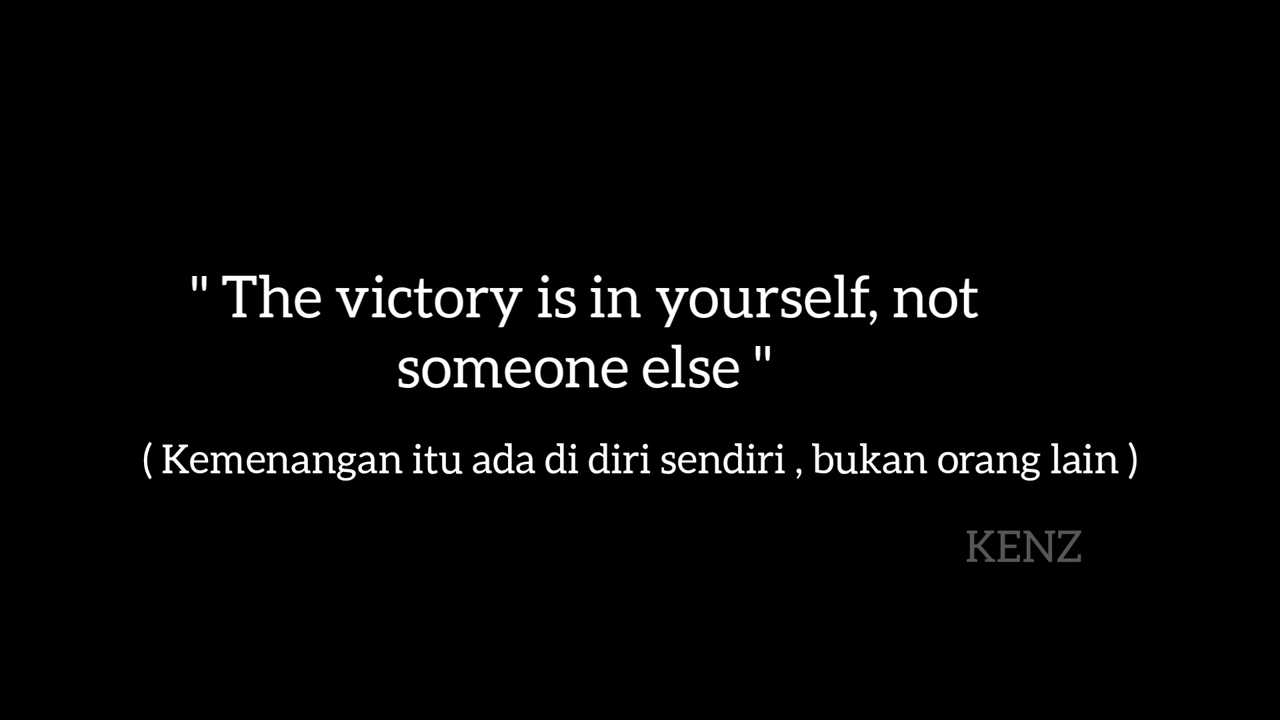 " The victory is in yourself, not
someone else "
( Kemenangan itu ada di diri sendiri , bukan orang lain )
KENZ